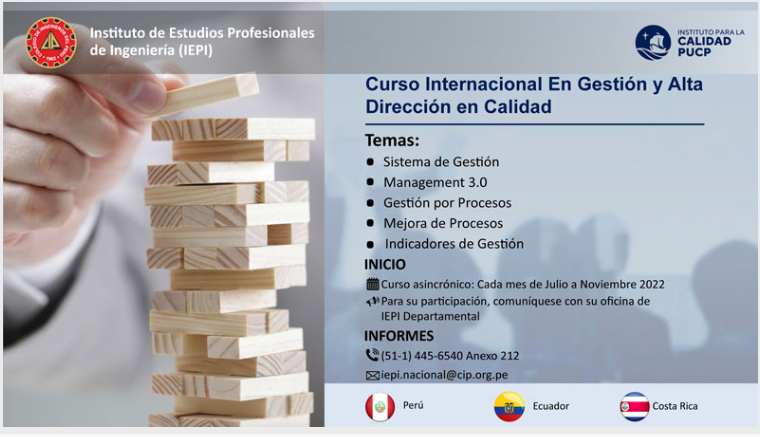 Instituto de Estudios Profesionales
de Ingeniería (IEPI)
INSTITUTO PARA LA
CALIDAD
PUCP
Curso Internacional En Gestión y Alta
Dirección en Calidad
Temas:
Sistema de Gestión
Management 3.0
Gestión por Procesos
Mejora de Procesos
Indicadores de Gestión
INICIO
Curso asincrónico: Cada mes de Julio a Noviembre 2022
Para su participación, comuníquese con su oficina de
IEPI Departamental
INFORMES
(51-1) 445-6540 Anexo 212
iepi.nacional@cip.org.pe
Perú
Ecuador
Costa Rica